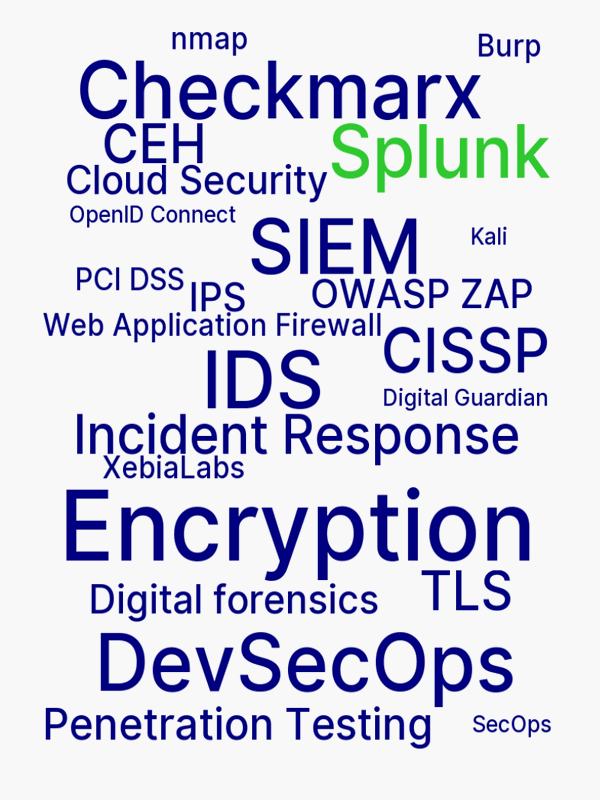 nmap
Burp
Checkmarx
CEH
Splunk
Cloud Security
OpenID Connect
SIEM
Kali
PCI DSS
IPS
OWASP ZAP
Web Application Firewall
CISSP
IDS
Digital Guardian
Incident Response
XebiaLabs
Encryption
Digital forensics
TLS
DevSecOps
Penetration Testing
SecOps